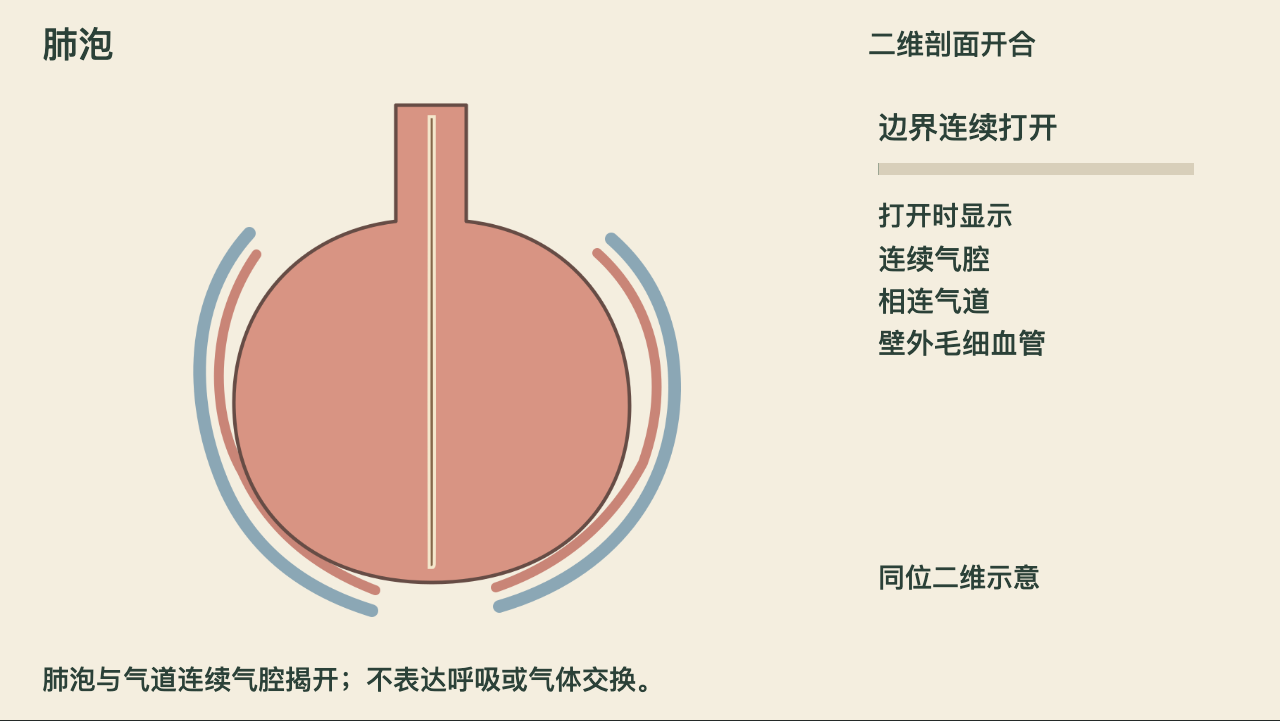 肺泡
二维剖面开合
边界连续打开
打开时显示
连续气腔
相连气道
壁外毛细血管
同位二维示意
肺泡与气道连续气腔揭开；不表达呼吸或气体交换。